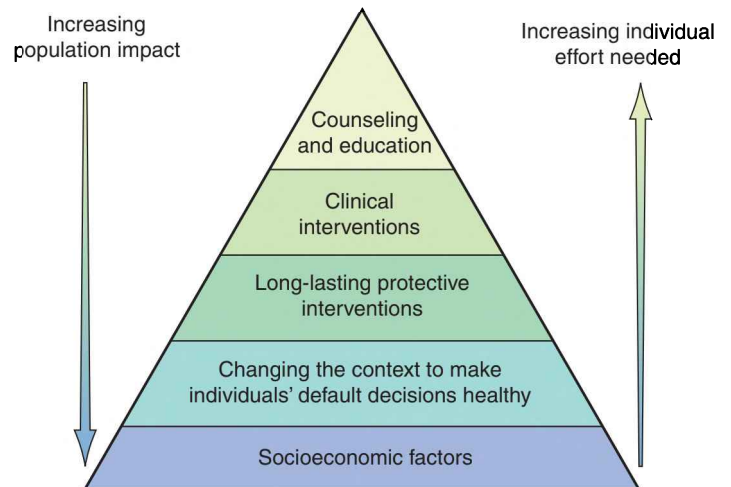 Increasing
population impact
Increasing individual
effort needed
Counseling
and education
Clinical
interventions
Long-lasting protective
interventions
Changing the context to make
individuals’ default decisions healthy
Socioeconomic factors